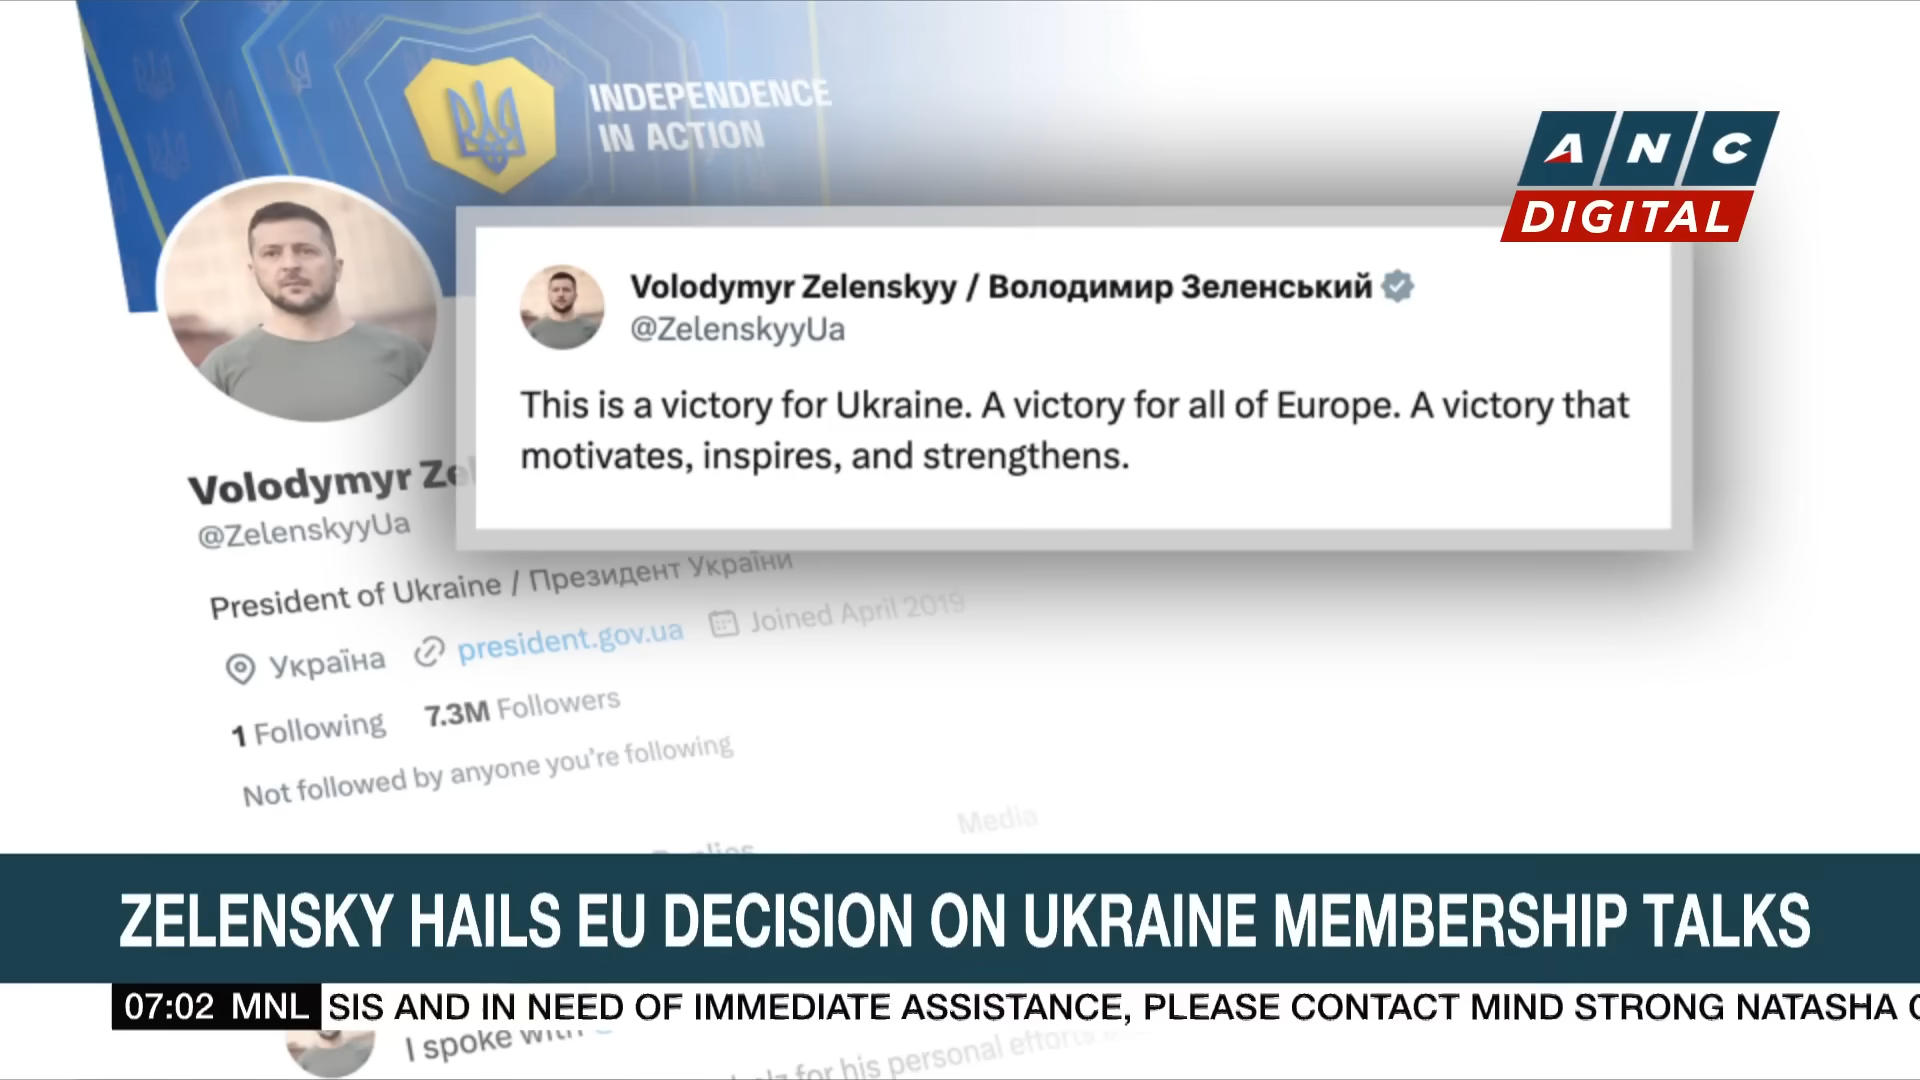 INDEPENDENCE
IN ACTION
ANC
DIGITAL
Volodymyr Zelenskyy / Володимир Зеленський
@ZelenskyyUa
This is a victory for Ukraine. A victory for all of Europe. A victory that
motivates, inspires, and strengthens.
Volodymyr Ze
@ZelenskyyUa
President of Ukraine / Президент України
Україна president.gov.ua Joined April 2019
1 Following 7.3M Followers
Not followed by anyone you're following
Media
ZELENSKY HAILS EU DECISION ON UKRAINE MEMBERSHIP TALKS
07:02 MNL SIS AND IN NEED OF IMMEDIATE ASSISTANCE, PLEASE CONTACT MIND STRONG NATASHA
I spoke with
for his personal efforts